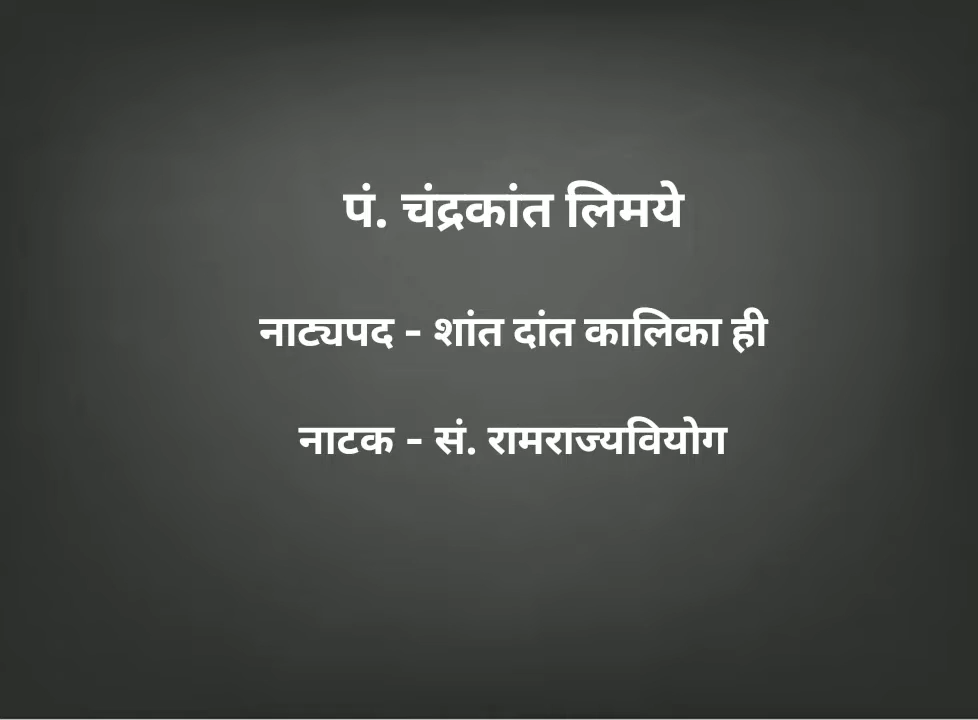 पं. चंद्रकांत लिमये
नाट्यपद - शांत दांत कालिका ही
नाटक - सं. रामराज्यवियोग